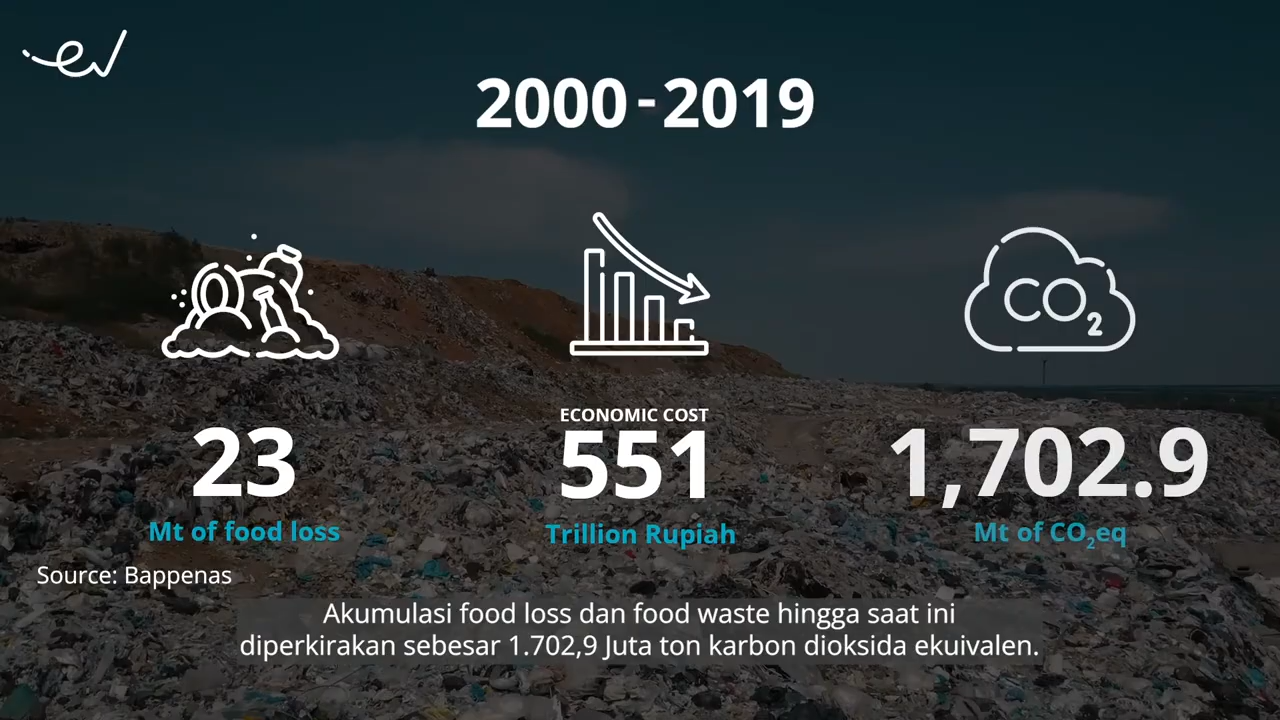 ev
2000 - 2019
CO2
23
Mt of food loss
ECONOMIC COST
551
Trillion Rupiah
1,702.9
Mt of CO2eq
Source: Bappenas
Akumulasi food loss dan food waste hingga saat ini
diperkirakan sebesar 1.702,9 Juta ton karbon dioksida ekuivalen.